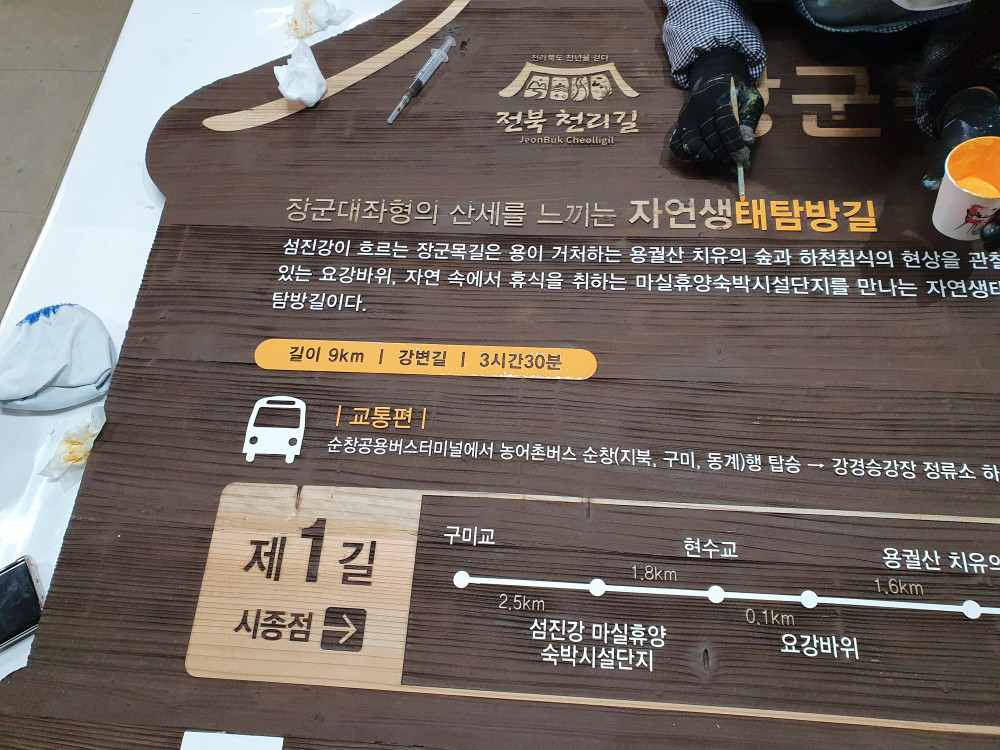 전라북도 천년을 걷다
전북 천리길
JeonBuk Cheolligil
장군
장군대좌형의 산세를 느끼는 자연생태탐방길
섬진강이 흐르는 장군목길은 용이 거처하는 용궐산 치유의 숲과 하천침식의 현상을 관찰
있는 요강바위, 자연 속에서 휴식을 취하는 마실휴양숙박시설단지를 만나는 자연생태
탐방길이다.
길이 9km | 강변길 | 3시간30분
| 교통편 |
순창공용버스터미널에서 농어촌버스 순창(지북, 구미, 동계)행 탑승 → 강경승강장 정류소 하
제1길
시종점 →
구미교
현수교
용궐산 치유의
1.8km
1.6km
2.5km
0.1km
섬진강 마실휴양
숙박시설단지
요강바위